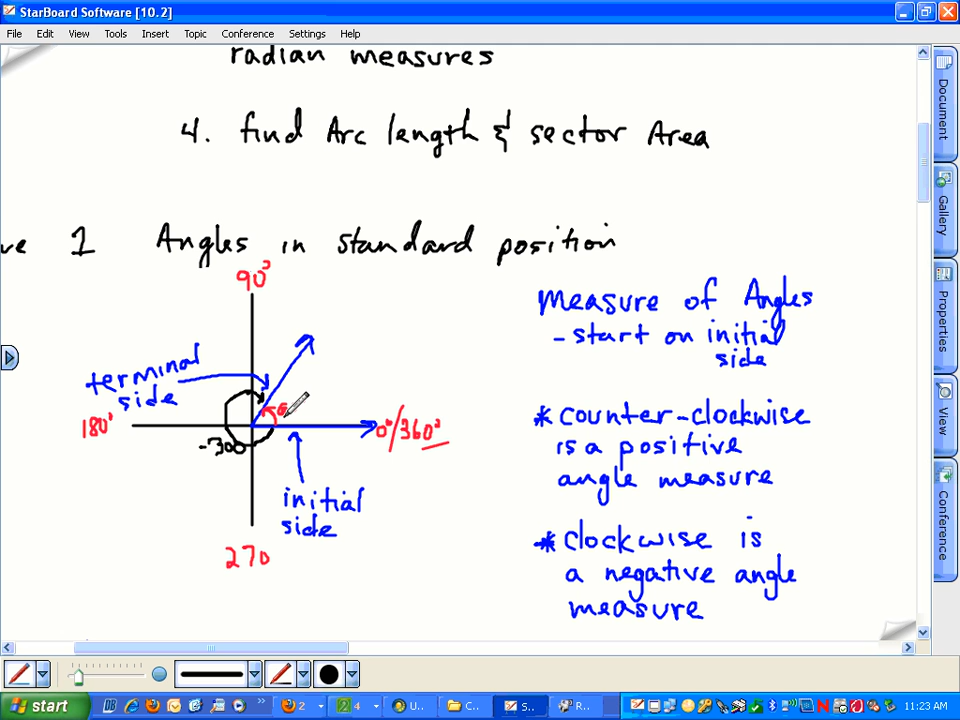 StarBoard Software [10.2]
File Edit View Tools Insert Topic Conference Settings Help
radian measures
4. find Arc length & sector Area
ve 1 Angles in standard position
90°
Measure of Angles
- start on initial
side
terminal
side
* counter-clockwise
is a positive
angle measure
180°
0°/360°
-300
initial
side
* clockwise is
a negative angle
measure
270
Document
Gallery
Properties
View
Conference
start
2
4
U...
C...
S...
R...
11:23 AM